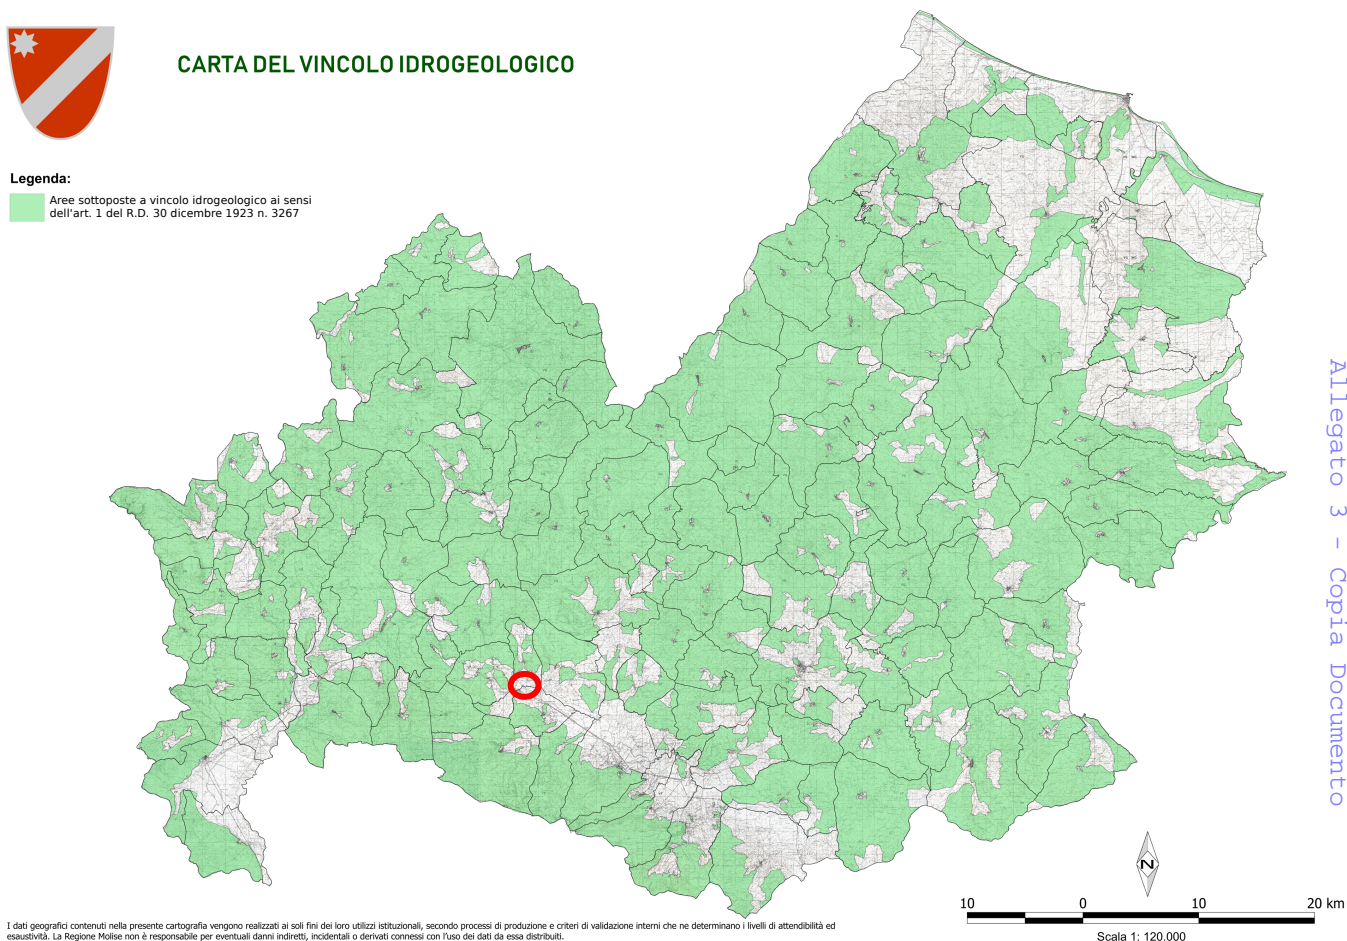 CARTA DEL VINCOLO IDROGEOLOGICO
Legenda:
Aree sottoposte a vincolo idrogeologico ai sensi
dell'art. 1 del R.D. 30 dicembre 1923 n. 3267
Allegato 3 - Copia Documento
N
10 0 10 20 km
Scala 1: 120.000
I dati geografici contenuti nella presente cartografia vengono realizzati ai soli fini dei loro utilizzi istituzionali, secondo processi di produzione e criteri di validazione interni che ne determinano i livelli di attendibilità ed
esaustività. La Regione Molise non è responsabile per eventuali danni indiretti, incidentali o derivati connessi con l'uso dei dati da essa distribuiti.